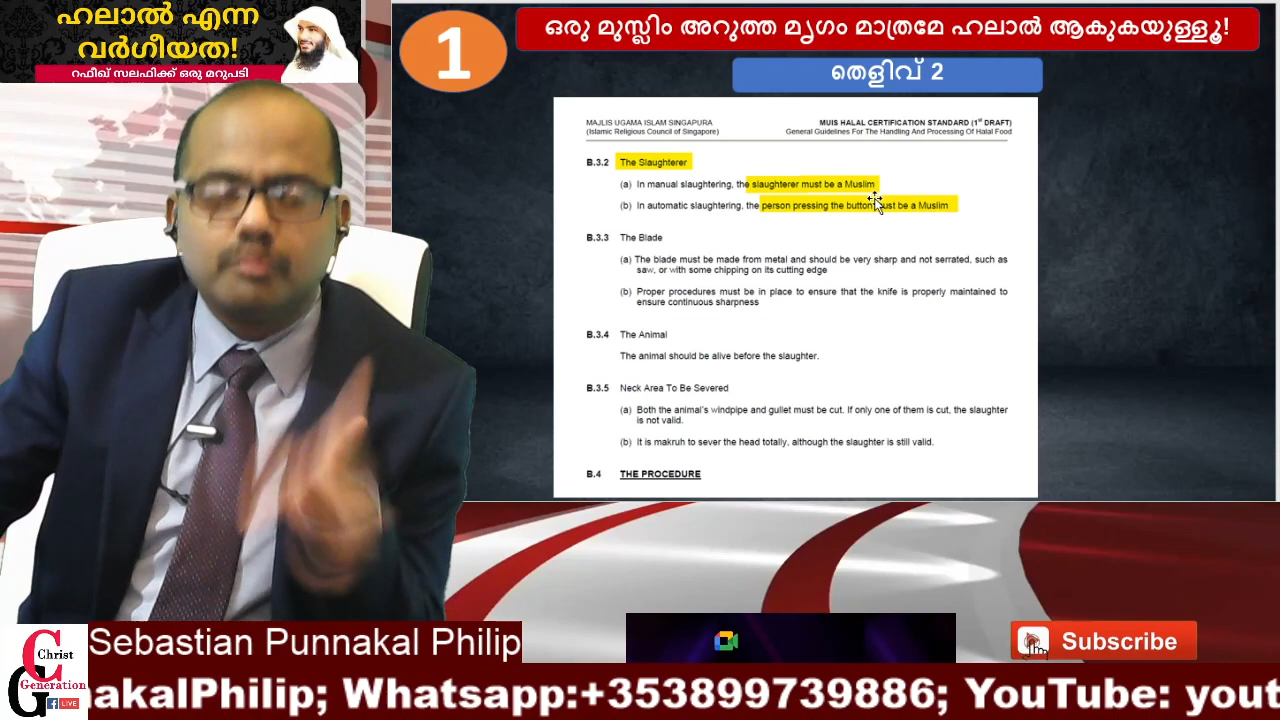 ഹലാൽ എന്ന
വർഗീയത!
റഫീഖ് സലഫിക്ക് ഒരു മറുപടി
1
ഒരു മുസ്ലിം അറുത്ത മൃഗം മാത്രമേ ഹലാൽ ആകുകയുള്ളൂ!
തെളിവ് 2
MAJLIS UGAMA ISLAM SINGAPURA
(Islamic Religious Council of Singapore)
MUIS HALAL CERTIFICATION STANDARD (1ST DRAFT)
General Guidelines For The Handling And Processing Of Halal Food
B.3.2 The Slaughterer
(a) In manual slaughtering, the slaughterer must be a Muslim
(b) In automatic slaughtering, the person pressing the button must be a Muslim
B.3.3 The Blade
(a) The blade must be made from metal and should be very sharp and not serrated, such as
saw, or with some chipping on its cutting edge
(b) Proper procedures must be in place to ensure that the knife is properly maintained to
ensure continuous sharpness
B.3.4 The Animal
The animal should be alive before the slaughter.
B.3.5 Neck Area To Be Severed
(a) Both the animal's windpipe and gullet must be cut. If only one of them is cut, the slaughter
is not valid.
(b) It is makruh to sever the head totally, although the slaughter is still valid.
B.4 THE PROCEDURE
Sebastian Punnakal Philip
Subscribe
Christ
Generation
LIVE
akalPhilip; Whatsapp:+353899739886; YouTube: yout